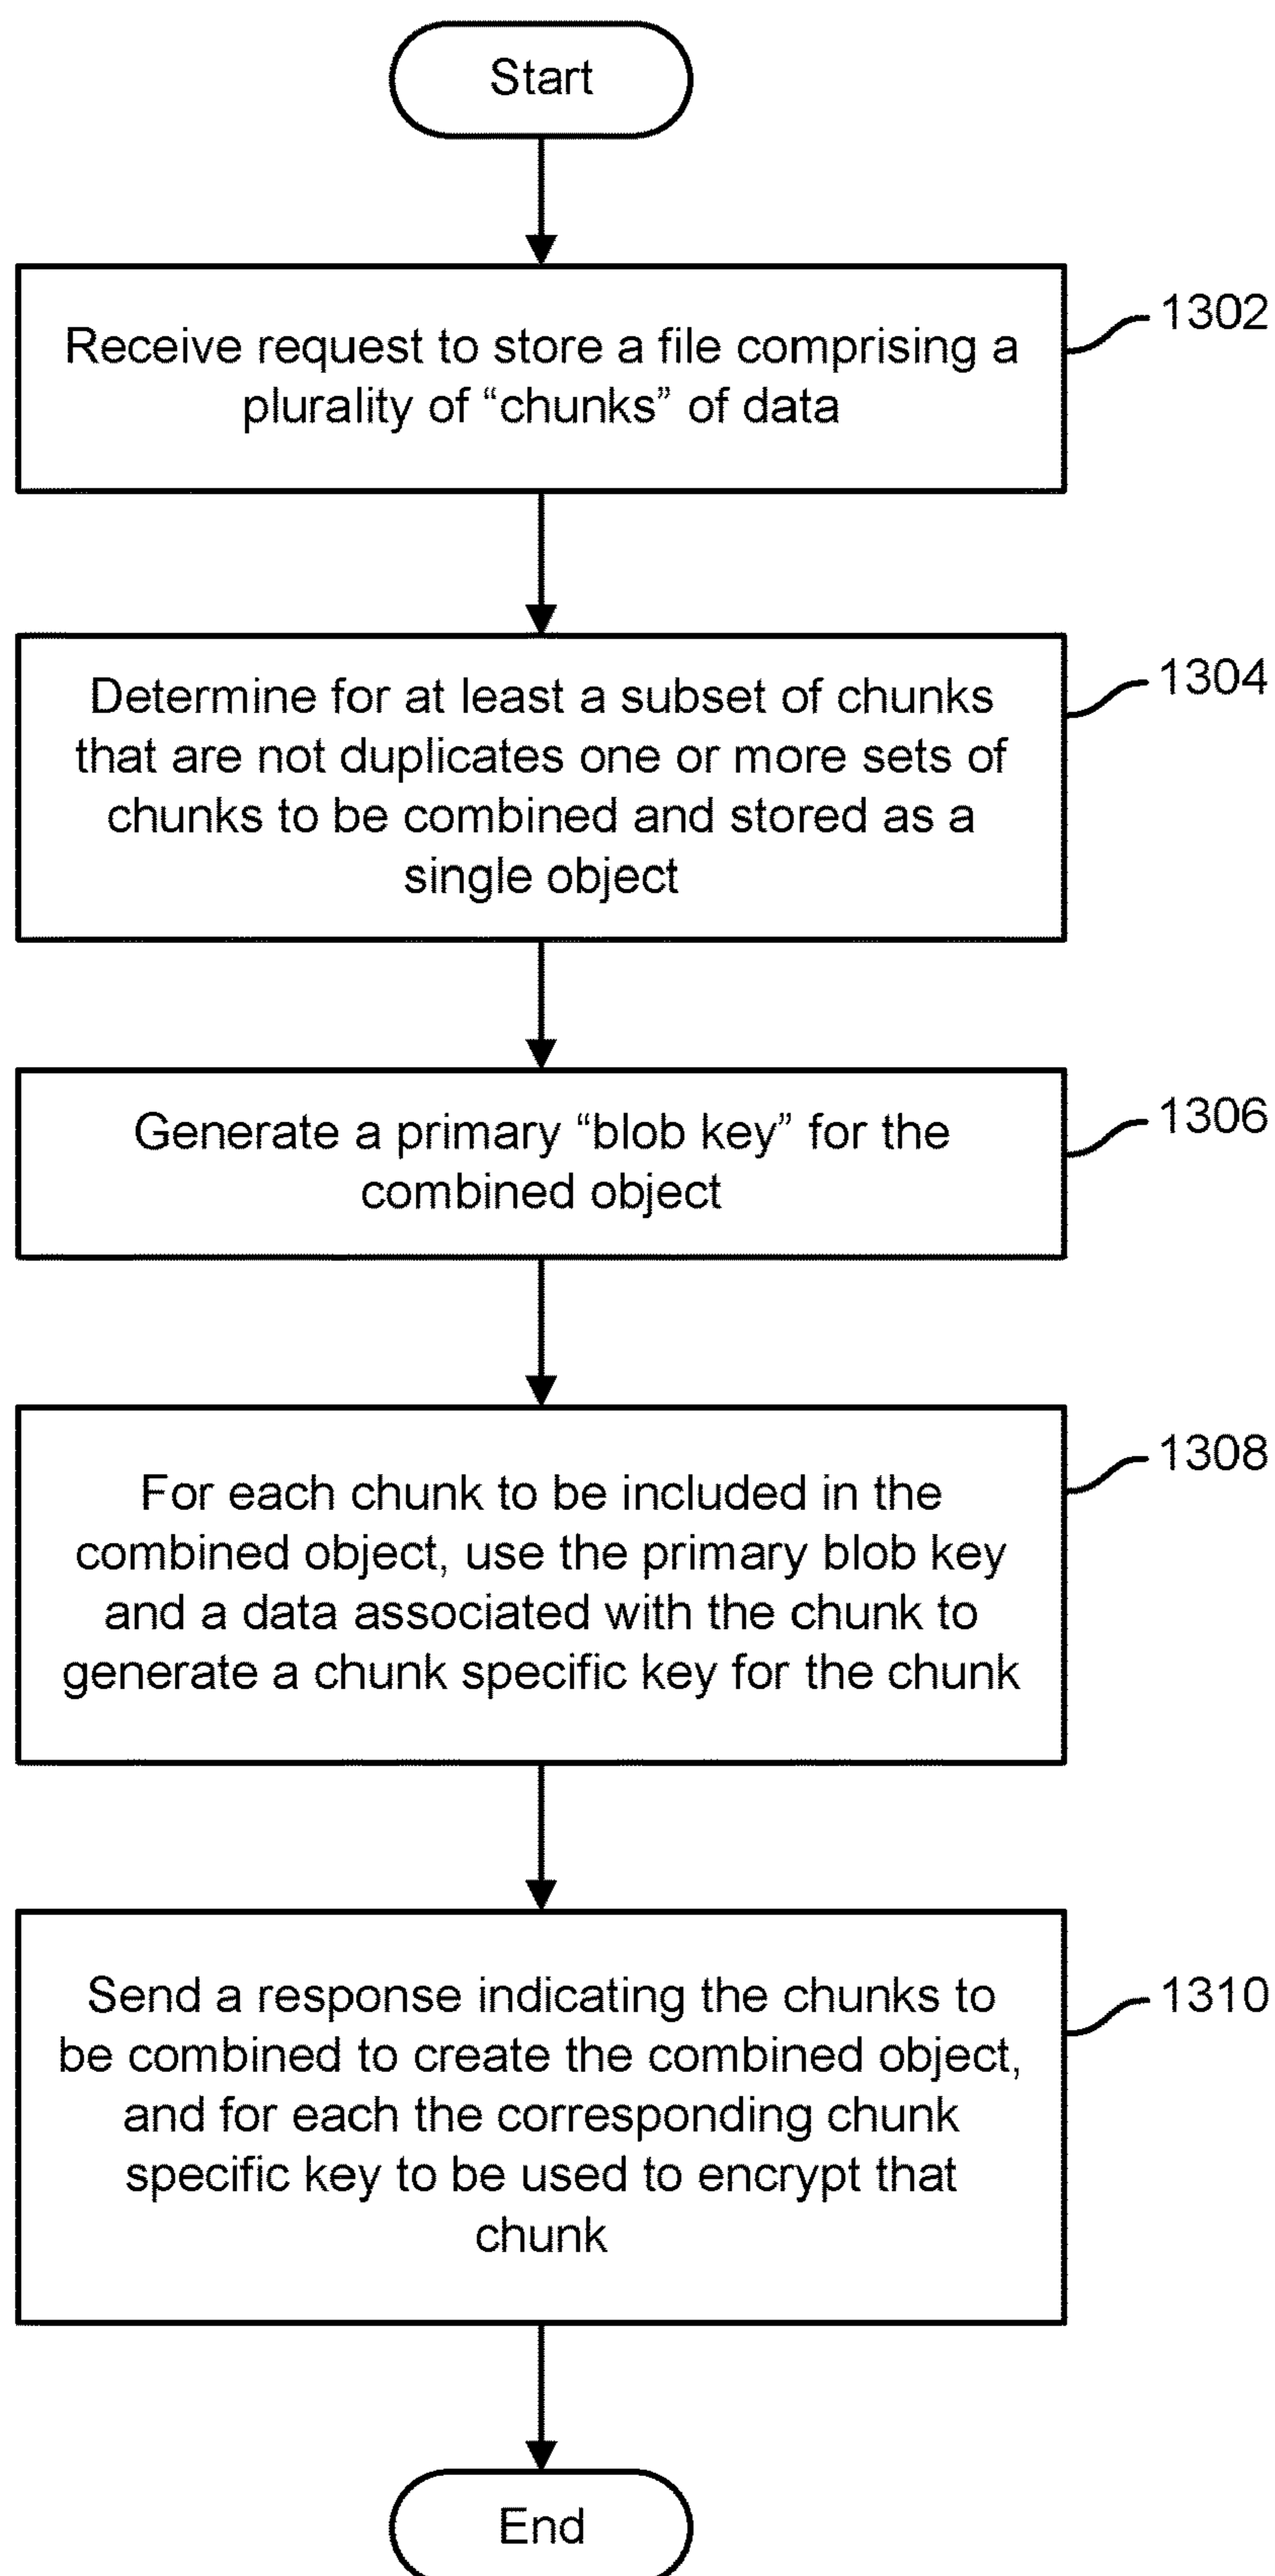 Start
Receive request to store a file comprising a
plurality of “chunks” of data
1302
Determine for at least a subset of chunks
that are not duplicates one or more sets of
chunks to be combined and stored as a
single object
1304
Generate a primary “blob key” for the
combined object
1306
For each chunk to be included in the
combined object, use the primary blob key
and a data associated with the chunk to
generate a chunk specific key for the chunk
1308
Send a response indicating the chunks to
be combined to create the combined object,
and for each the corresponding chunk
specific key to be used to encrypt that
chunk
1310
End